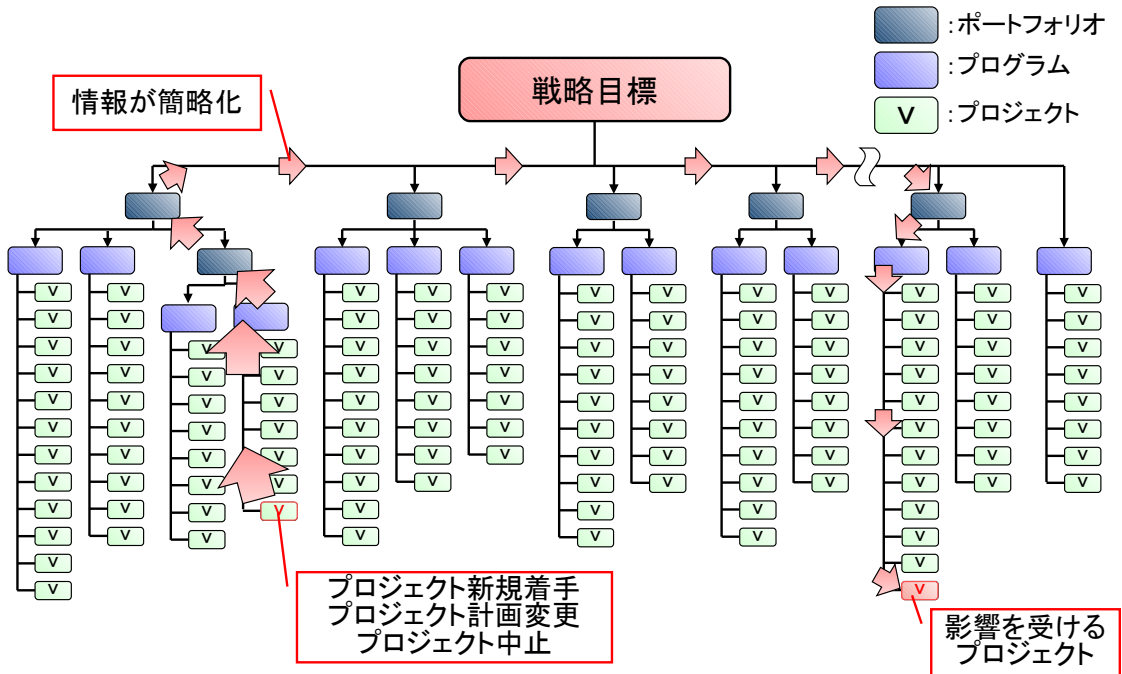 :ポートフォリオ
:プログラム
V :プロジェクト
戦略目標
情報が簡略化
V V V V V V V V V V V V
V V V V V V V V V V V V
V V V V V V V V V V V V V V
V V V V V V V V V V V V V V
V V V V V V V V V V V V V V
V V V V V V V V V V V V V V
V V V V V V V V V V V V V V
V V V V V V V V V V V V V
V V V V V V V V
V V V V V V V
V V
V V
プロジェクト新規着手
プロジェクト計画変更
プロジェクト中止
影響を受ける
プロジェクト